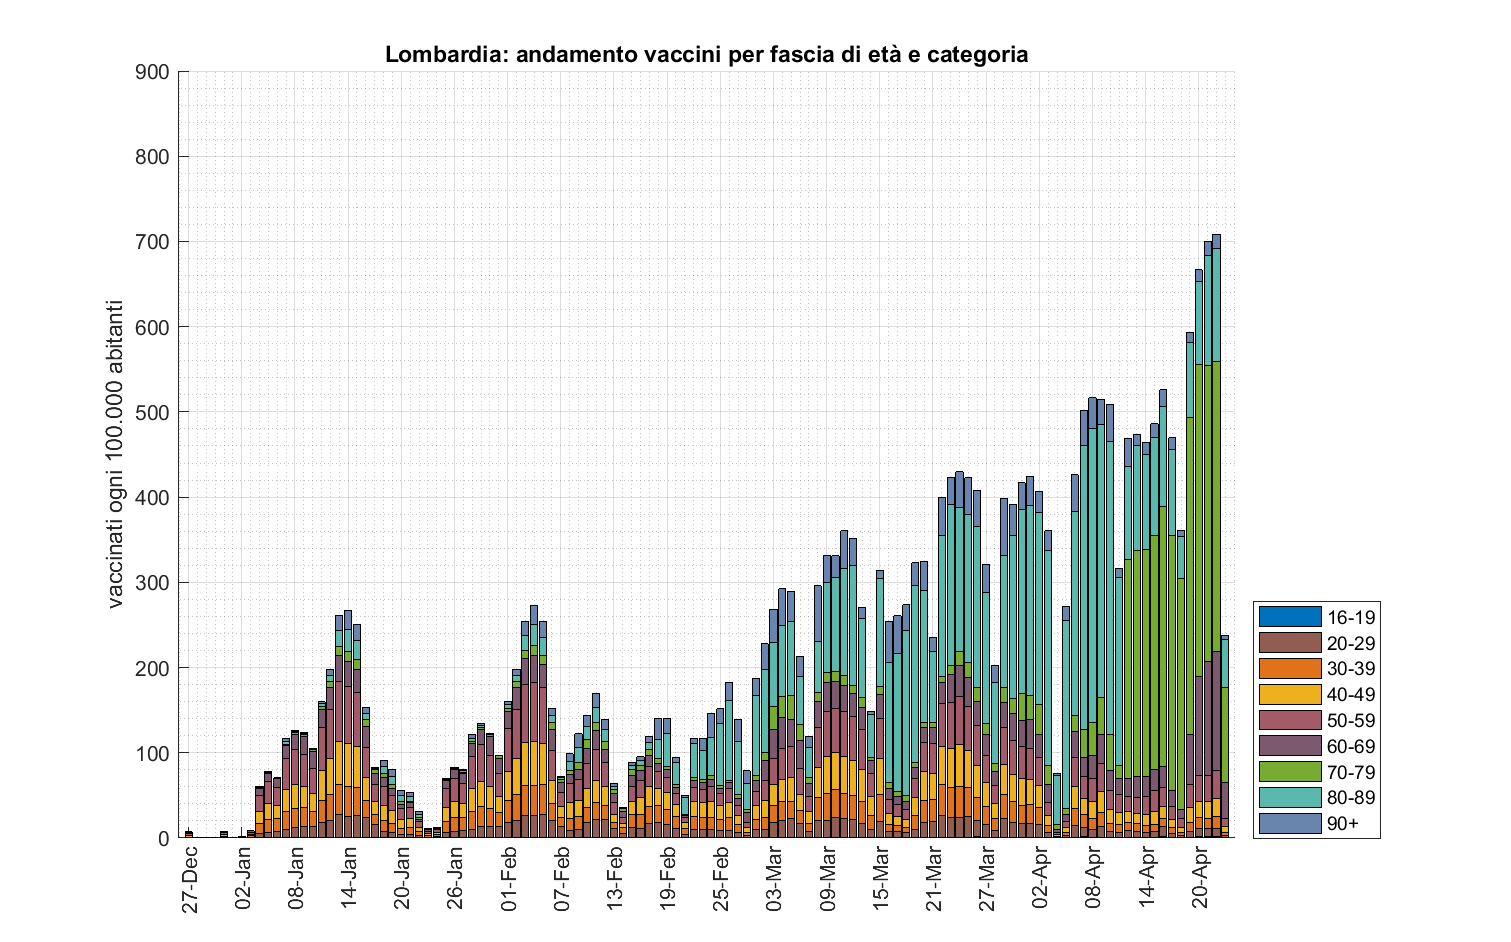 Lombardia: andamento vaccini per fascia di età e categoria
vaccinati ogni 100.000 abitanti
900
800
700
600
500
400
300
200
100
0
27-Dec
02-Jan
08-Jan
14-Jan
20-Jan
26-Jan
01-Feb
07-Feb
13-Feb
19-Feb
25-Feb
03-Mar
09-Mar
15-Mar
21-Mar
27-Mar
02-Apr
08-Apr
14-Apr
20-Apr
16-19
20-29
30-39
40-49
50-59
60-69
70-79
80-89
90+